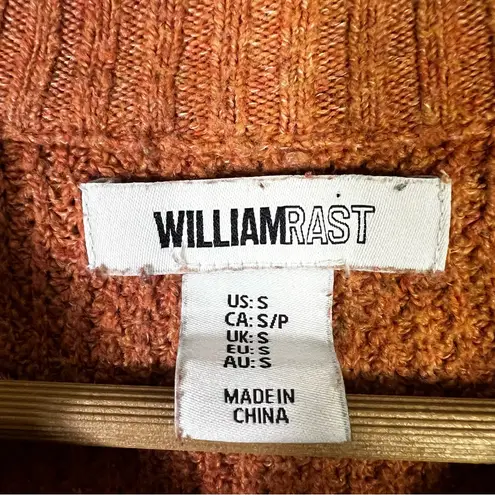 WILLIAMRAST
US: S
CA: S/P
UK: S
EU: S
AU: S
MADE IN
CHINA